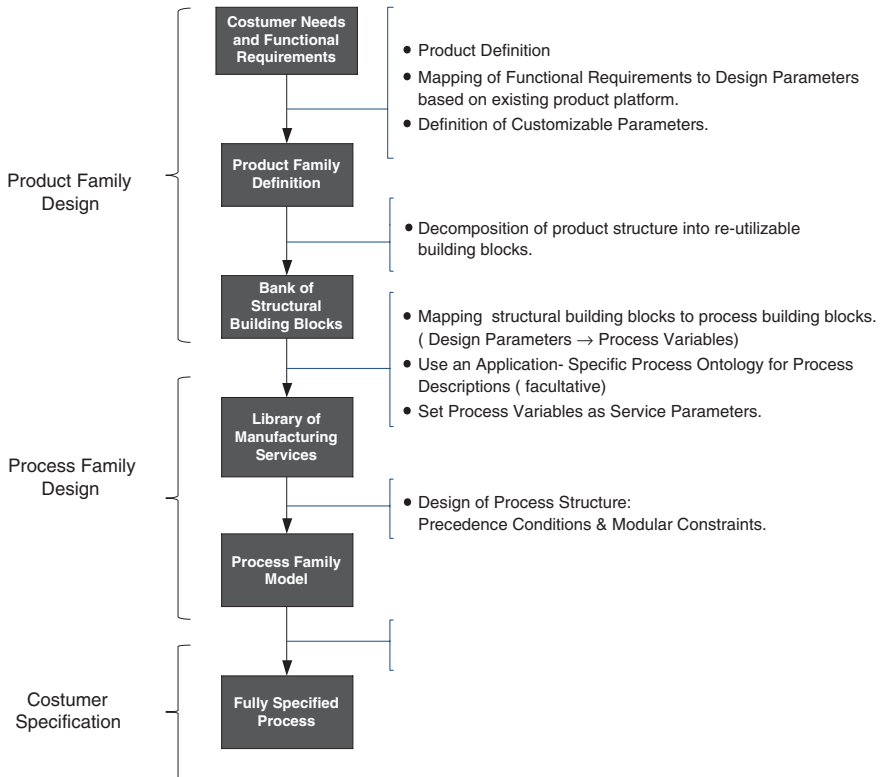 Costumer Needs
and Functional
Requirements
● Product Definition
● Mapping of Functional Requirements to Design Parameters
based on existing product platform.
● Definition of Customizable Parameters.
Product Family
Design
Product Family
Definition
● Decomposition of product structure into re-utilizable
building blocks.
Bank of
Structural
Building Blocks
● Mapping structural building blocks to process building blocks.
( Design Parameters → Process Variables)
● Use an Application- Specific Process Ontology for Process
Descriptions ( facultative)
● Set Process Variables as Service Parameters.
Library of
Manufacturing
Services
Process Family
Design
● Design of Process Structure:
Precedence Conditions & Modular Constraints.
Process Family
Model
Costumer
Specification
Fully Specified
Process